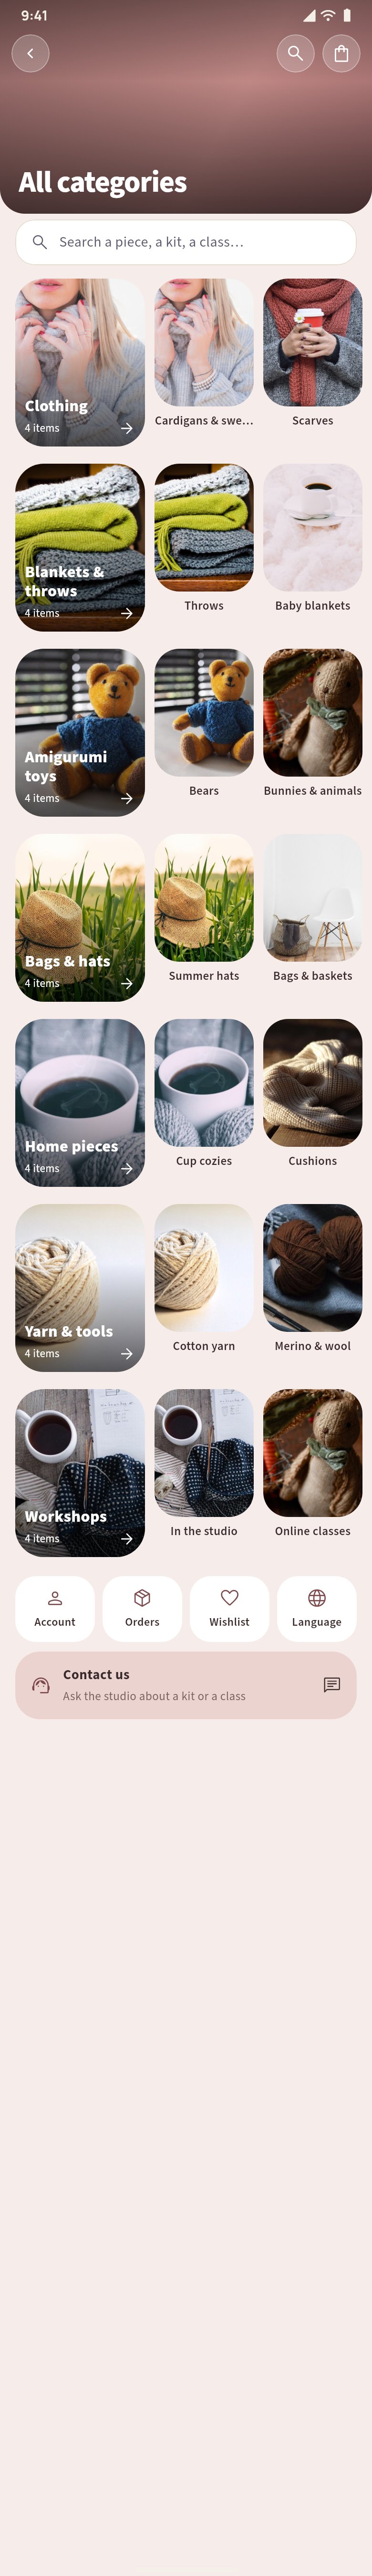 9:41
All categories
Search a piece, a kit, a class...
Clothing
4 items
Cardigans & swe...
Scarves
Blankets &
throws
4 items
Throws
Baby blankets
Amigurumi
toys
4 items
Bears
Bunnies & animals
Bags & hats
4 items
Summer hats
Bags & baskets
Home pieces
4 items
Cup cozies
Cushions
Yarn & tools
4 items
Cotton yarn
Merino & wool
Workshops
4 items
In the studio
Online classes
Account
Orders
Wishlist
Language
Contact us
Ask the studio about a kit or a class